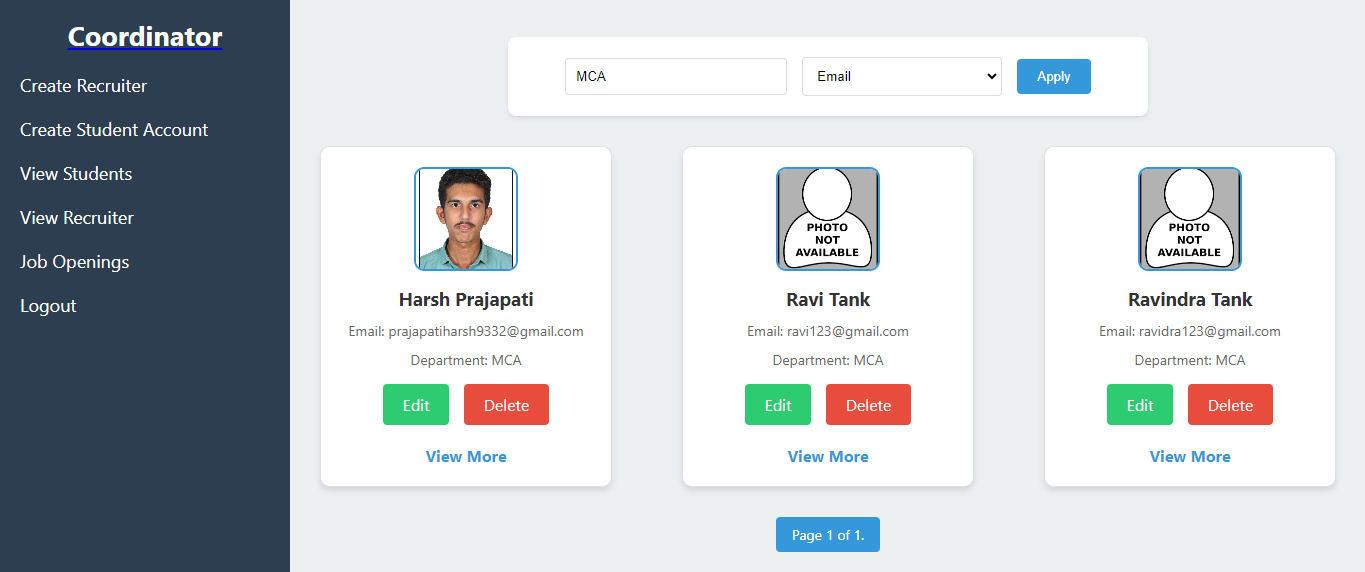 Coordinator
Create Recruiter
Create Student Account
View Students
View Recruiter
Job Openings
Logout
MCA Email Apply
PHOTO
NOT
AVAILABLE
PHOTO
NOT
AVAILABLE
Harsh Prajapati
Email: prajapatiharsh9332@gmail.com
Department: MCA
Edit Delete
View More
Ravi Tank
Email: ravi123@gmail.com
Department: MCA
Edit Delete
View More
Ravindra Tank
Email: ravidra123@gmail.com
Department: MCA
Edit Delete
View More
Page 1 of 1.